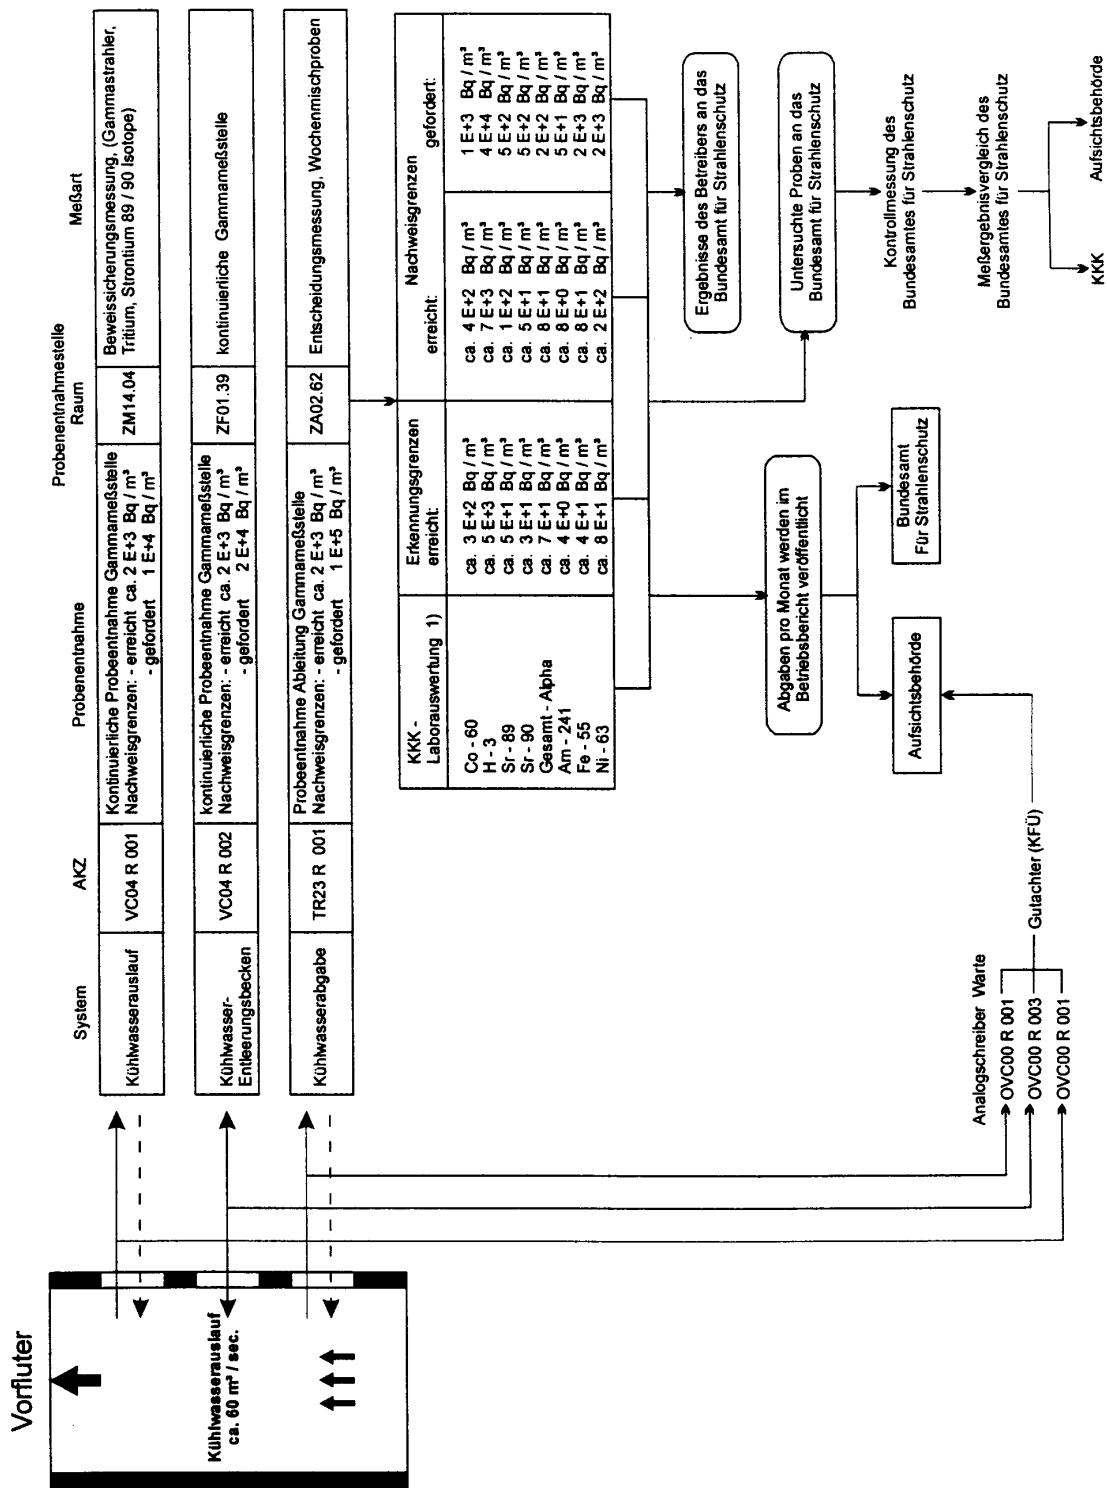 Vorfluter
Kühlwasserauslauf
ca. 60 m³ / sec.
System
AKZ
Probenentnahme
Probenentnahmestelle
Raum
Meßart
Kühlwasserauslauf
VC04 R 001
Kontinuierliche Probeentnahme Gammameßstelle
Nachweisgrenzen: - erreicht ca. 2 E+3 Bq / m³
- gefordert 1 E+4 Bq / m³
ZM14.04
Beweissicherungsmessung, (Gammastrahler,
Tritium, Strontium 89 / 90 Isotope)
Kühlwasser-
Entleerungsbecken
VC04 R 002
kontinuierliche Probeentnahme Gammameßstelle
Nachweisgrenzen: - erreicht ca. 2 E+3 Bq / m³
- gefordert 2 E+4 Bq / m³
ZF01.39
kontinuierliche Gammameßstelle
Kühlwasserabgabe
TR23 R 001
Probeentnahme Ableitung Gammameßstelle
Nachweisgrenzen: - erreicht ca. 2 E+3 Bq / m³
- gefordert 1 E+5 Bq / m³
ZA02.62
Entscheidungsmessung, Wochenmischproben
KKK -
Laborauswertung 1)
Erkennungsgrenzen
erreicht:
Nachweisgrenzen
erreicht:
gefordert:
Co - 60 ca. 3 E+2 Bq / m³ ca. 4 E+2 Bq / m³ 1 E+3 Bq / m³
H - 3 ca. 5 E+3 Bq / m³ ca. 7 E+3 Bq / m³ 4 E+4 Bq / m³
Sr - 89 ca. 5 E+1 Bq / m³ ca. 1 E+2 Bq / m³ 5 E+2 Bq / m³
Sr - 90 ca. 3 E+1 Bq / m³ ca. 5 E+1 Bq / m³ 5 E+2 Bq / m³
Gesamt - Alpha ca. 7 E+1 Bq / m³ ca. 8 E+1 Bq / m³ 2 E+2 Bq / m³
Am - 241 ca. 4 E+0 Bq / m³ ca. 8 E+0 Bq / m³ 5 E+1 Bq / m³
Fe - 55 ca. 4 E+1 Bq / m³ ca. 8 E+1 Bq / m³ 2 E+3 Bq / m³
Ni - 63 ca. 8 E+1 Bq / m³ ca. 2 E+2 Bq / m³ 2 E+3 Bq / m³
Ergebnisse des Betreibers an das
Bundesamt für Strahlenschutz
Untersuchte Proben an das
Bundesamt für Strahlenschutz
Kontrollmessung des
Bundesamtes für Strahlenschutz
Meßergebnisvergleich des
Bundesamtes für Strahlenschutz
KKK
Aufsichtsbehörde
Abgaben pro Monat werden im
Betriebsbericht veröffentlicht
Aufsichtsbehörde
Bundesamt
Für Strahlenschutz
Analogschreiber Warte
OVC00 R 001
OVC00 R 003
OVC00 R 001
Gutachter (KFÜ)